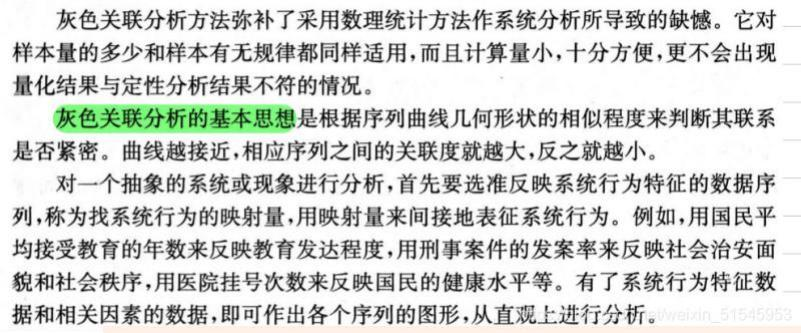 灰色关联分析方法弥补了采用数理统计方法作系统分析所导致的缺憾。它对
样本量的多少和样本有无规律都同样适用,而且计算量小,十分方便,更不会出现
量化结果与定性分析结果不符的情况。
灰色关联分析的基本思想是根据序列曲线几何形状的相似程度来判断其联系
是否紧密。曲线越接近,相应序列之间的关联度就越大,反之就越小。
对一个抽象的系统或现象进行分析,首先要选准反映系统行为特征的数据序
列,称为找系统行为的映射量,用映射量来间接地表征系统行为。例如,用国民平
均接受教育的年数来反映教育发达程度,用刑事案件的发案率来反映社会治安面
貌和社会秩序,用医院挂号次数来反映国民的健康水平等。有了系统行为特征数
据和相关因素的数据,即可作出各个序列的图形,从直观上进行分析。
net/weixin_51545953